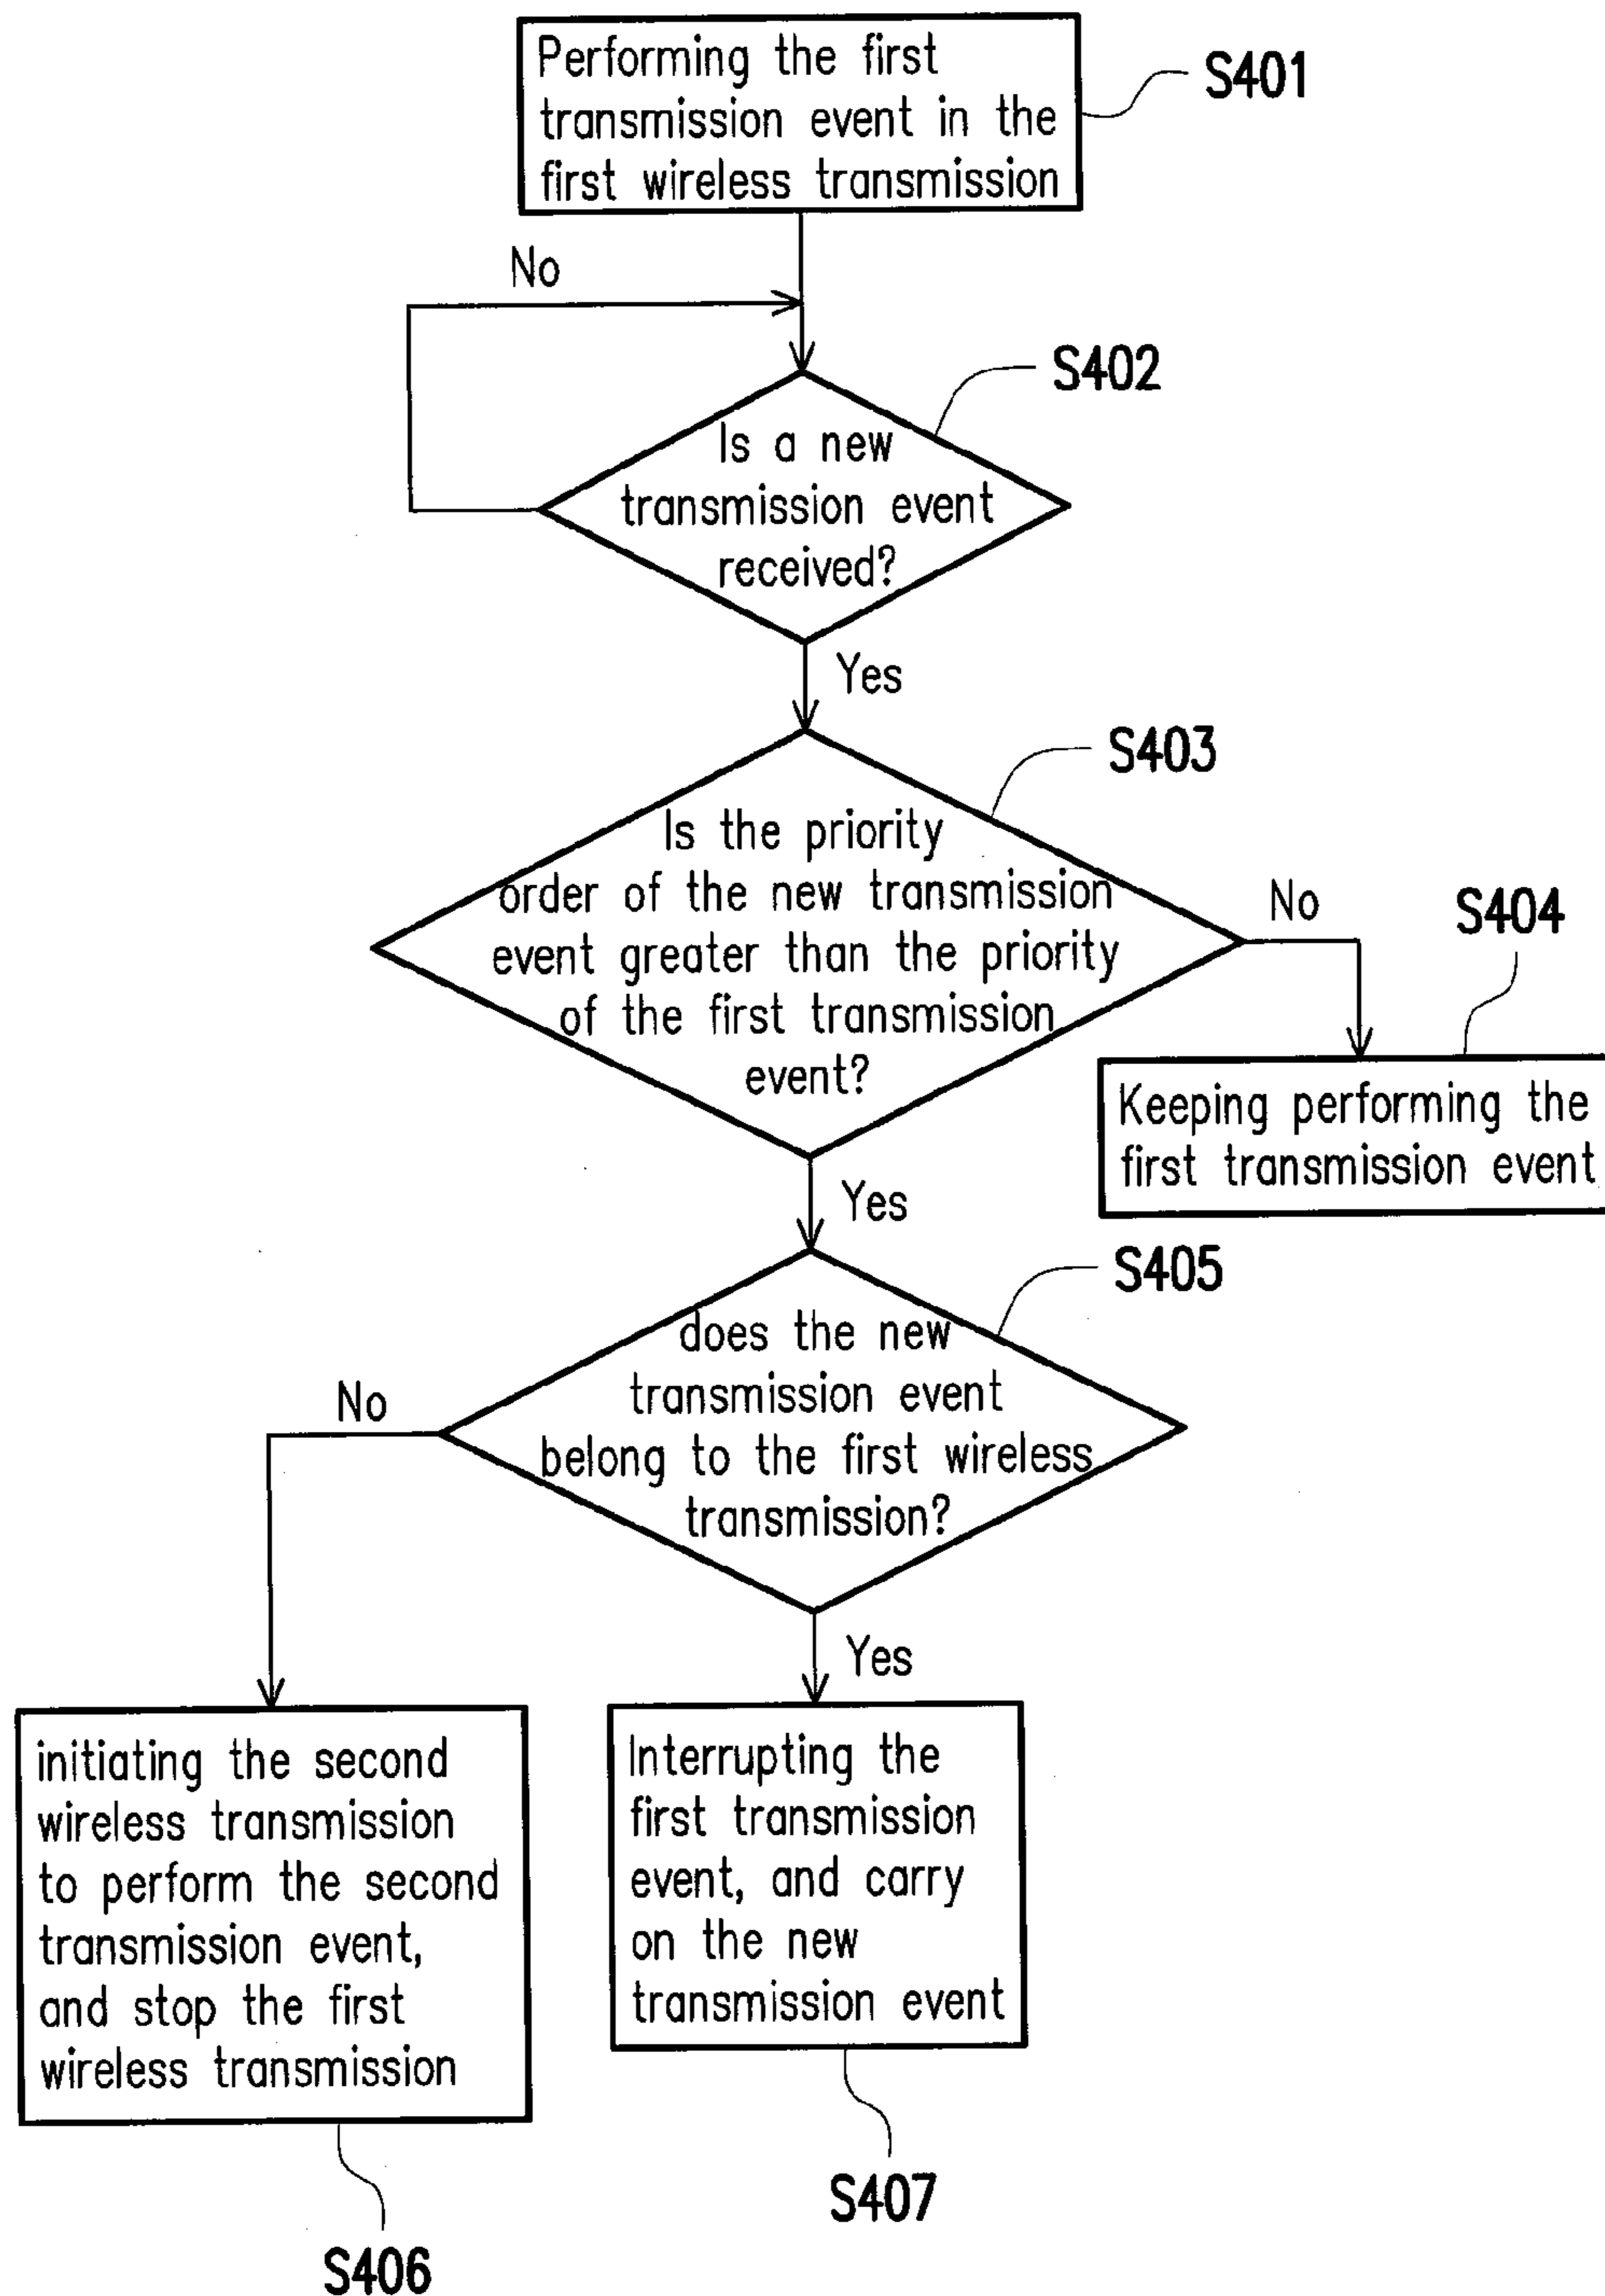 Performing the first
transmission event in the
first wireless transmission
S401
No
S402
Is a new
transmission event
received?
Yes
S403
Is the priority
order of the new transmission
event greater than the priority
of the first transmission
event?
No
S404
Keeping performing the
first transmission event
Yes
S405
does the new
transmission event
belong to the first wireless
transmission?
No
Yes
initiating the second
wireless transmission
to perform the second
transmission event,
and stop the first
wireless transmission
S406
Interrupting the
first transmission
event, and carry
on the new
transmission event
S407